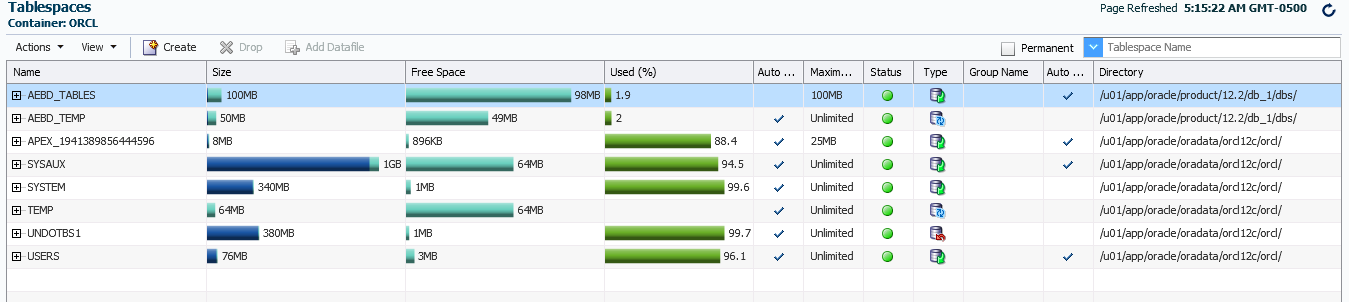 Tablespaces
Container: ORCL
Page Refreshed 5:15:22 AM GMT-0500
Actions View Create Drop Add Datafile Permanent Tablespace Name
Name Size Free Space Used (%) Auto ... Maxim... Status Type Group Name Auto ... Directory
AEBD_TABLES 100MB 98MB 1.9 100MB /u01/app/oracle/product/12.2/db_1/dbs/
AEBD_TEMP 50MB 49MB 2 Unlimited /u01/app/oracle/product/12.2/db_1/dbs/
APEX_1941389856444596 8MB 896KB 88.4 25MB /u01/app/oracle/oradata/orcl12c/orcl/
SYSAUX 1GB 64MB 94.5 Unlimited /u01/app/oracle/oradata/orcl12c/orcl/
SYSTEM 340MB 1MB 99.6 Unlimited /u01/app/oracle/oradata/orcl12c/orcl/
TEMP 64MB 64MB Unlimited /u01/app/oracle/oradata/orcl12c/orcl/
UNDOTBS1 380MB 1MB 99.7 Unlimited /u01/app/oracle/oradata/orcl12c/orcl/
USERS 76MB 3MB 96.1 Unlimited /u01/app/oracle/oradata/orcl12c/orcl/